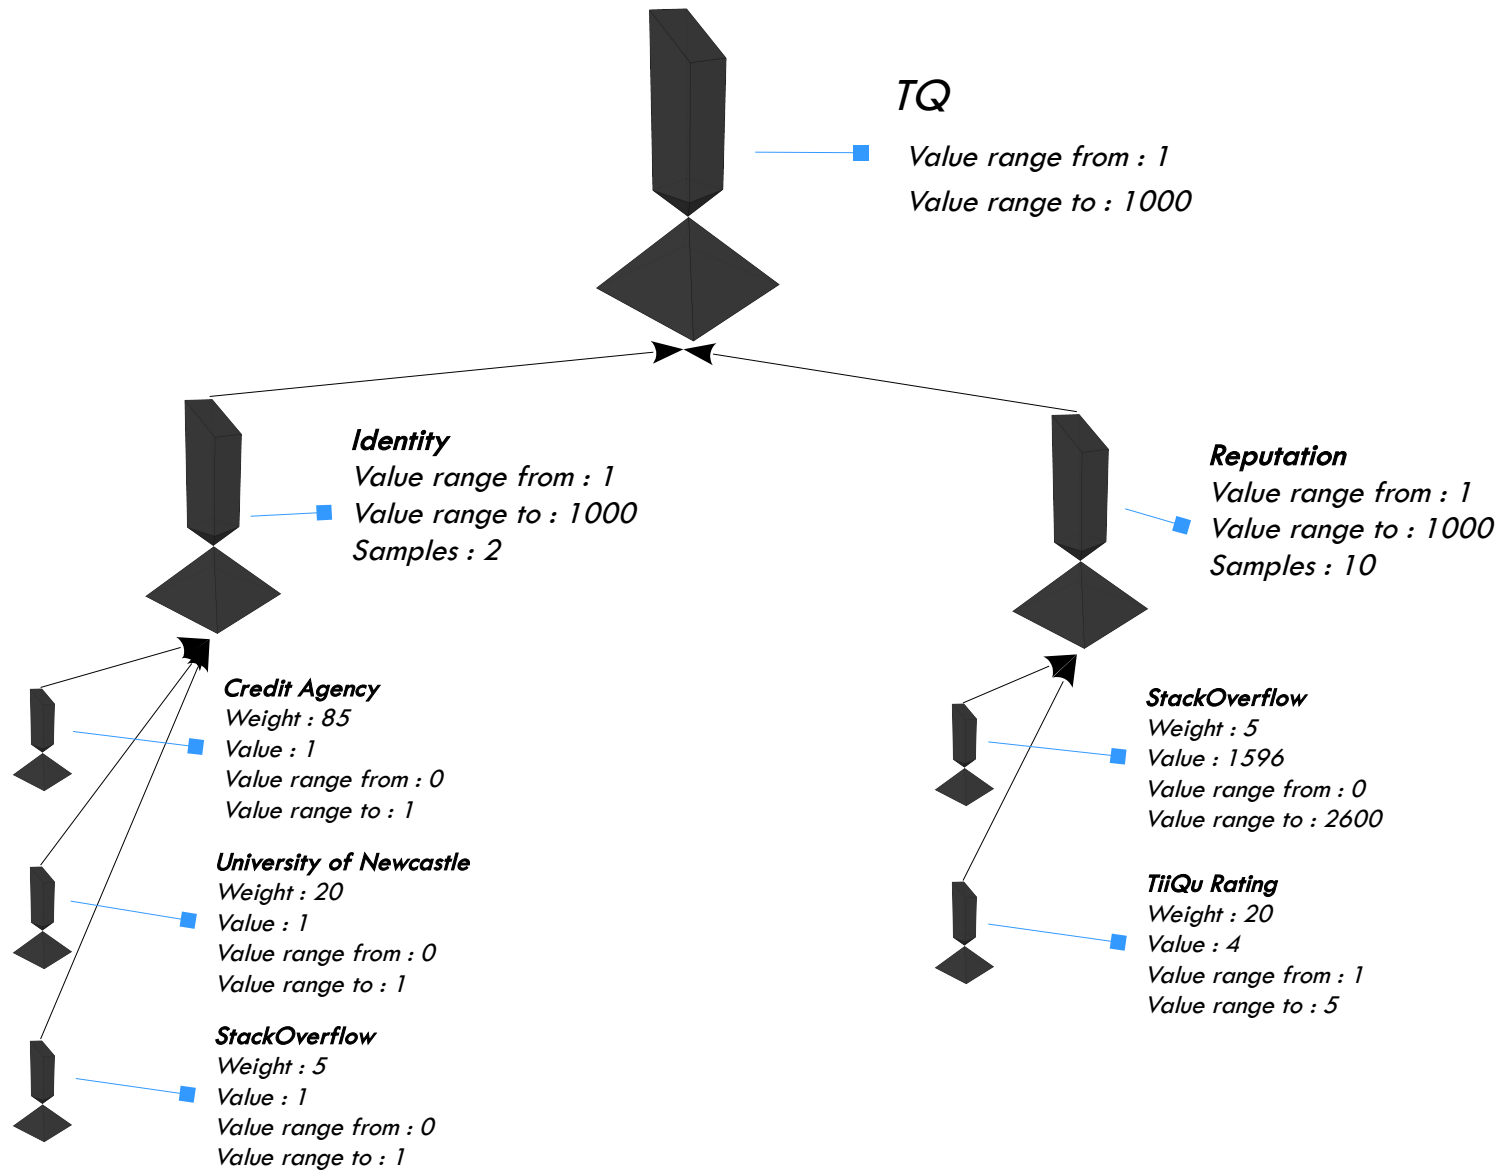 TQ
Value range from : 1
Value range to : 1000
Identity
Value range from : 1
Value range to : 1000
Samples : 2
Reputation
Value range from : 1
Value range to : 1000
Samples : 10
Credit Agency
Weight : 85
Value : 1
Value range from : 0
Value range to : 1
University of Newcastle
Weight : 20
Value : 1
Value range from : 0
Value range to : 1
StackOverflow
Weight : 5
Value : 1
Value range from : 0
Value range to : 1
StackOverflow
Weight : 5
Value : 1596
Value range from : 0
Value range to : 2600
TiiQu Rating
Weight : 20
Value : 4
Value range from : 1
Value range to : 5